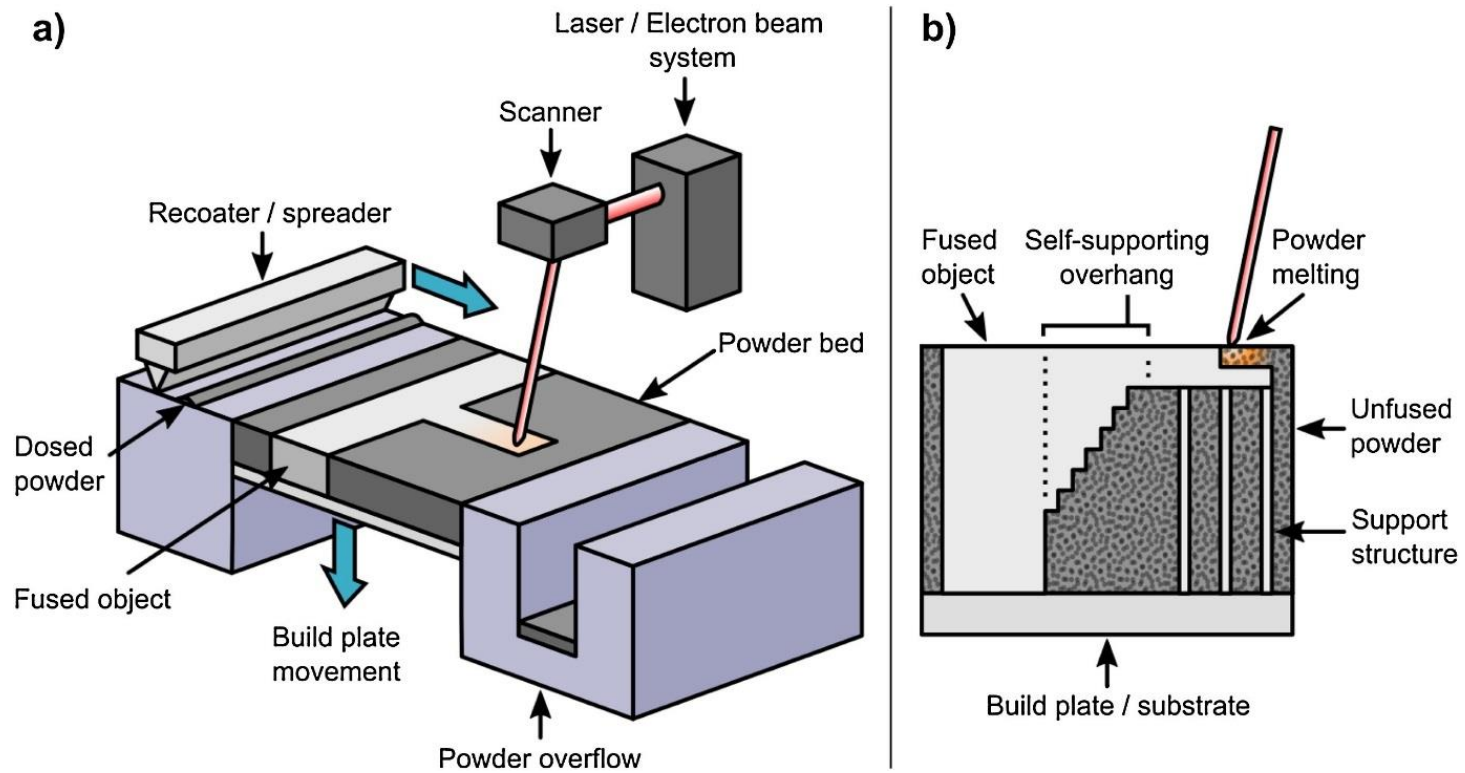 a)
Laser / Electron beam
system
Scanner
Recoater / spreader
Powder bed
Dosed
powder
Fused object
Build plate
movement
Powder overflow
b)
Fused
object
Self-supporting
overhang
Powder
melting
Unfused
powder
Support
structure
Build plate / substrate